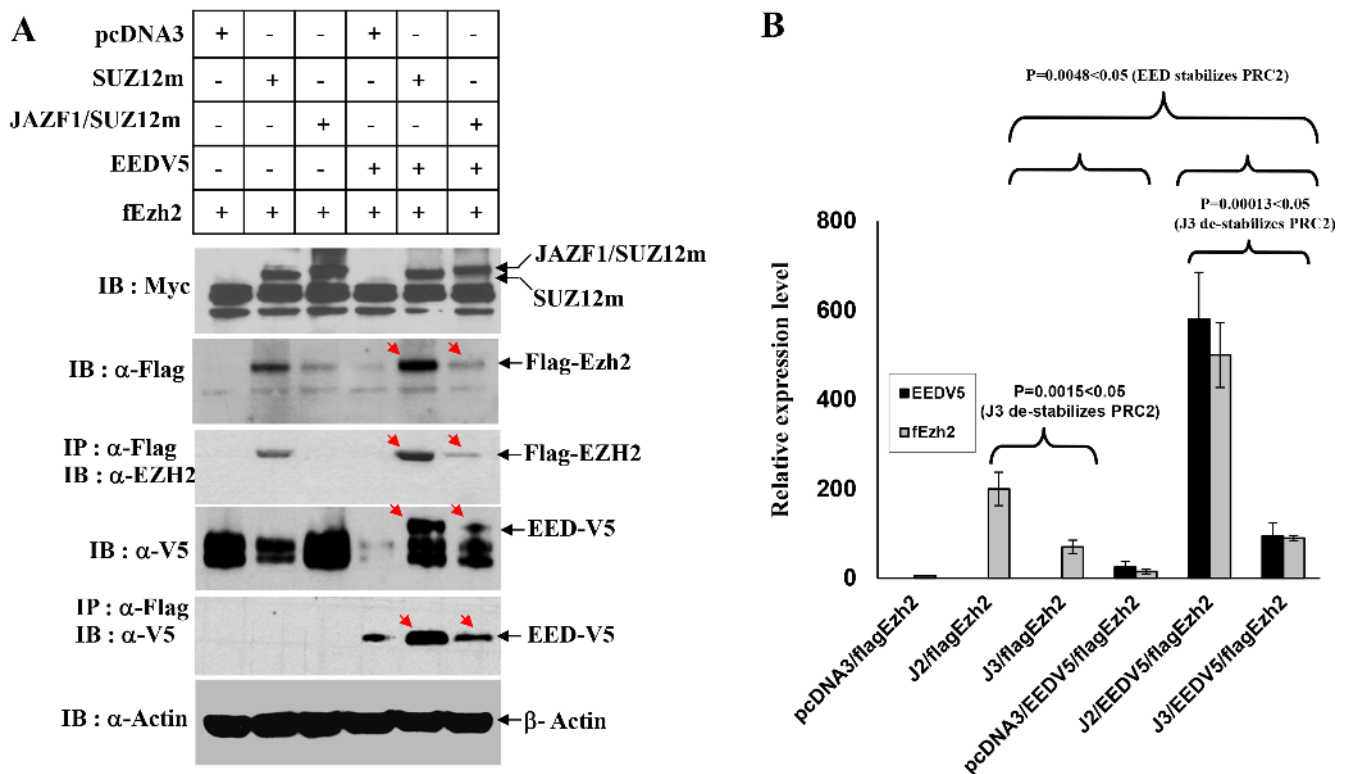 A
pcDNA3 + - - + - -
SUZ12m - + - - + -
JAZF1/SUZ12m - - + - - +
EEDV5 - - - + + +
fEzh2 + + + + + +
IB : Myc
JAZF1/SUZ12m
SUZ12m
IB : α-Flag
Flag-Ezh2
IP : α-Flag
IB : α-EZH2
Flag-EZH2
IB : α-V5
EED-V5
IP : α-Flag
IB : α-V5
EED-V5
IB : α-Actin
β- Actin
B
P=0.0048<0.05 (EED stabilizes PRC2)
P=0.00013<0.05
(J3 de-stabilizes PRC2)
P=0.0015<0.05
(J3 de-stabilizes PRC2)
EEDV5
fEzh2
Relative expression level
800
600
400
200
0
pcDNA3/flagEzh2
J2/flagEzh2
J3/flagEzh2
pcDNA3/EEDV5/flagEzh2
J2/EEDV5/flagEzh2
J3/EEDV5/flagEzh2